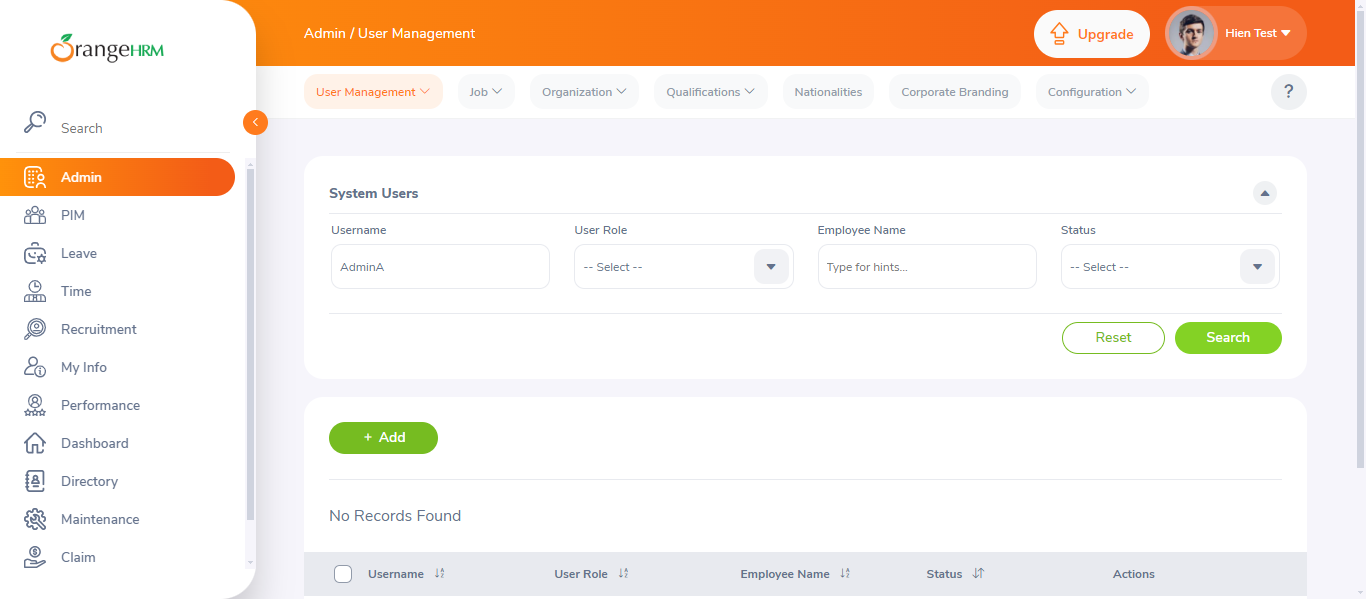 OrangeHRM
Admin / User Management
Upgrade
Hien Test
User Management
Job
Organization
Qualifications
Nationalities
Corporate Branding
Configuration
?
Search
Admin
PIM
Leave
Time
Recruitment
My Info
Performance
Dashboard
Directory
Maintenance
Claim
System Users
Username
User Role
Employee Name
Status
AdminA
-- Select --
Type for hints...
-- Select --
Reset
Search
+ Add
No Records Found
Username
User Role
Employee Name
Status
Actions